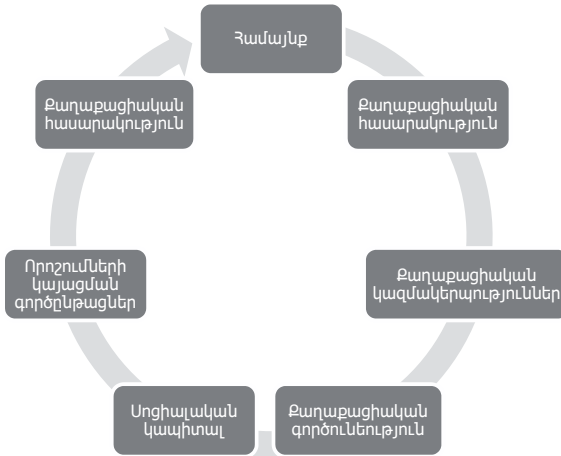 Համայնք
Քաղաքացիական
հասարակություն
Քաղաքացիական
կազմակերպություններ
Քաղաքացիական
գործունեություն
Սոցիալական
կապիտալ
Որոշումների
կայացման
գործընթացներ
Քաղաքացիական
հասարակություն